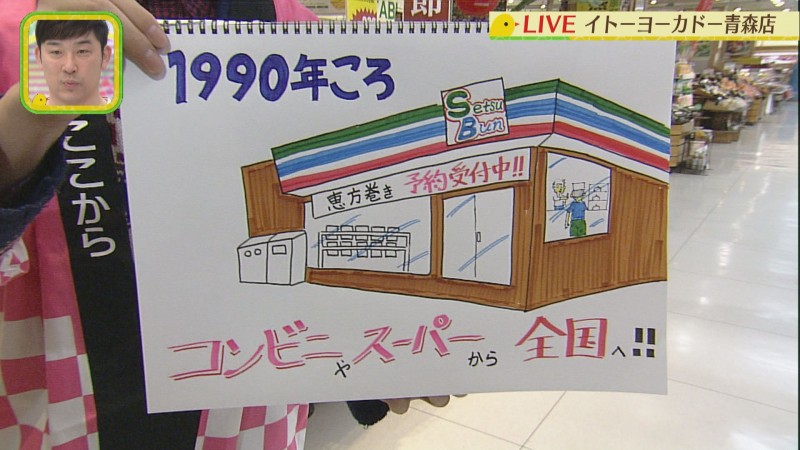 LIVE イトーヨーカドー青森店
即
ここから
1990年ころ
Setsu
Bun
恵方巻き 予約受付中!!
コンビニやスーパーから全国へ!!